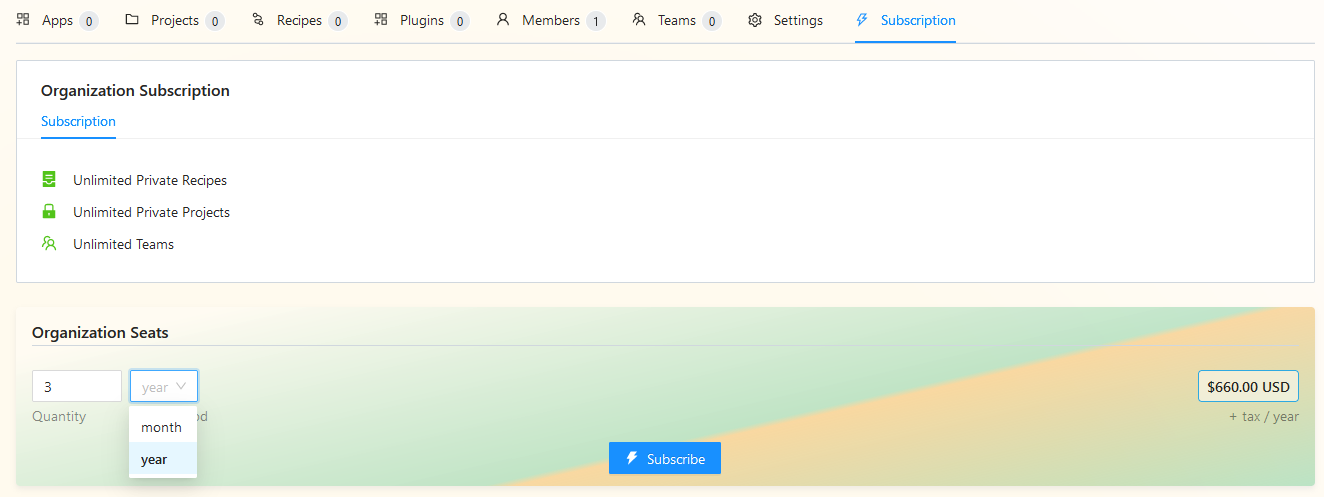 Apps 0 Projects 0 Recipes 0 Plugins 0 Members 1 Teams 0 Settings Subscription
Organization Subscription
Subscription
Unlimited Private Recipes
Unlimited Private Projects
Unlimited Teams
Organization Seats
3 year $660.00 USD
Quantity + tax / year
month
year
Subscribe